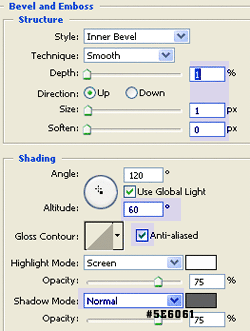 Bevel and Emboss
Structure
Style: Inner Bevel
Technique: Smooth
Depth: 1 %
Direction: Up Down
Size: 1 px
Soften: 0 px
Shading
Angle: 120 °
Use Global Light
Altitude: 60 °
Gloss Contour: Anti-aliased
Highlight Mode: Screen
Opacity: 75 %
Shadow Mode: Normal
#5E6061
Opacity: 75 %